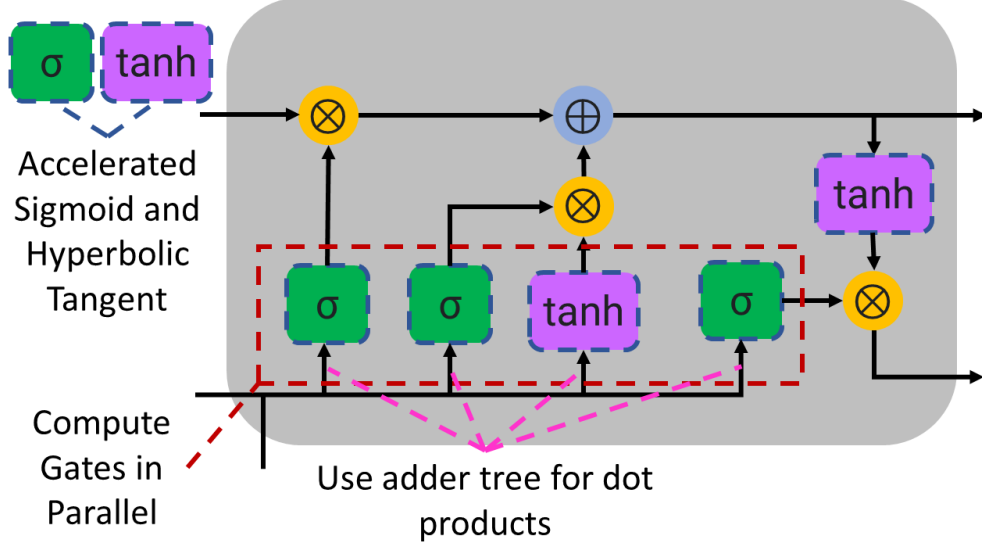 σ tanh
Accelerated
Sigmoid and
Hyperbolic
Tangent
tanh
σ σ tanh σ
Compute
Gates in
Parallel
Use adder tree for dot
products